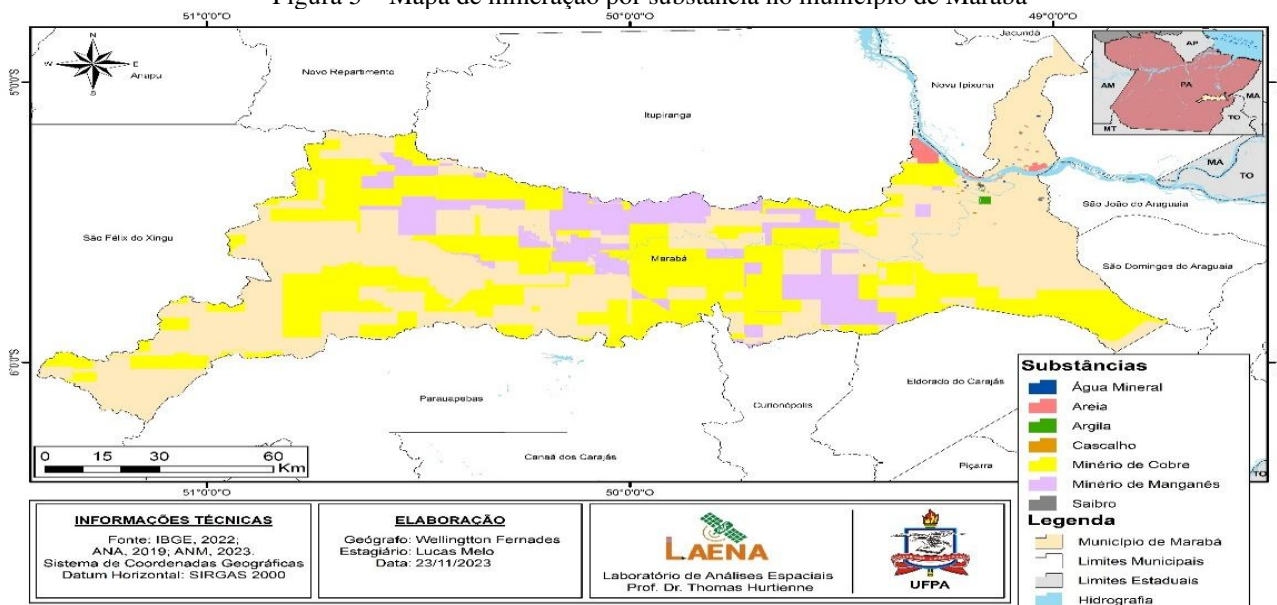 Figura 3 – Mapa de mineração por substância no município de Marabá
51°0'0"O
50°0'0"O
49°0'0"O
N
W
E
S
Anapu
Novo Repartimento
Itupiranga
Jacundá
Nova Ipixuna
AP
AM
PA
MA
TO
MT
MA
TO
5°0'0"S
São Félix do Xingu
Marabá
São João do Araguaia
São Domingos do Araguaia
6°0'0"S
Parauapebas
Curionópolis
Eldorado do Carajás
Canaã dos Carajás
Piçarra
TO
0 15 30 60
Km
51°0'0"O
50°0'0"O
Substâncias
Água Mineral
Areia
Argila
Cascalho
Minério de Cobre
Minério de Manganês
Saibro
Legenda
Município de Marabá
Limites Municipais
Limites Estaduais
Hidrografia
INFORMAÇÕES TÉCNICAS
Fonte: IBGE, 2022;
ANA, 2019; ANM, 2023.
Sistema de Coordenadas Geográficas
Datum Horizontal: SIRGAS 2000
ELABORAÇÃO
Geógrafo: Wellingtton Fernades
Estagiário: Lucas Melo
Data: 23/11/2023
LAENA
Laboratório de Análises Espaciais
Prof. Dr. Thomas Hurtienne
UFPA